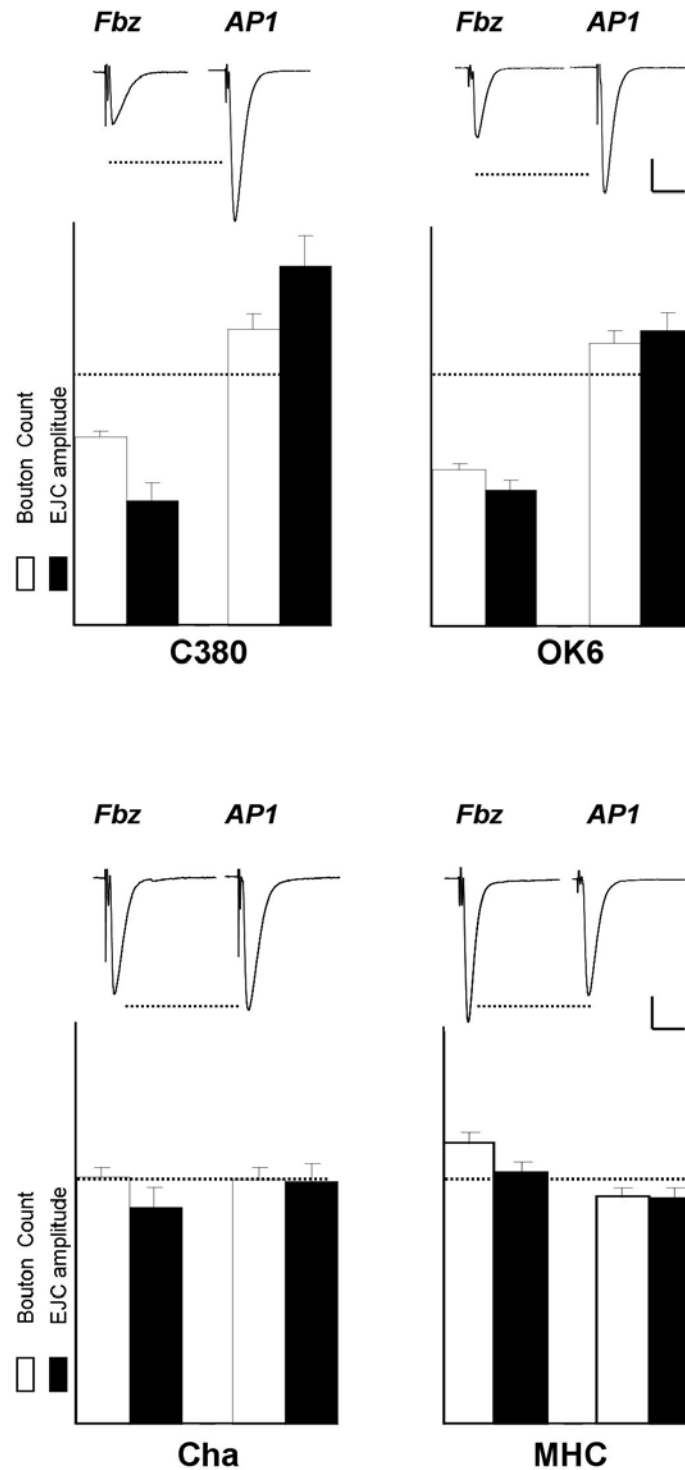 Fbz AP1 Fbz AP1
Bouton Count
EJC amplitude
C380 OK6
Fbz AP1 Fbz AP1
Bouton Count
EJC amplitude
Cha MHC